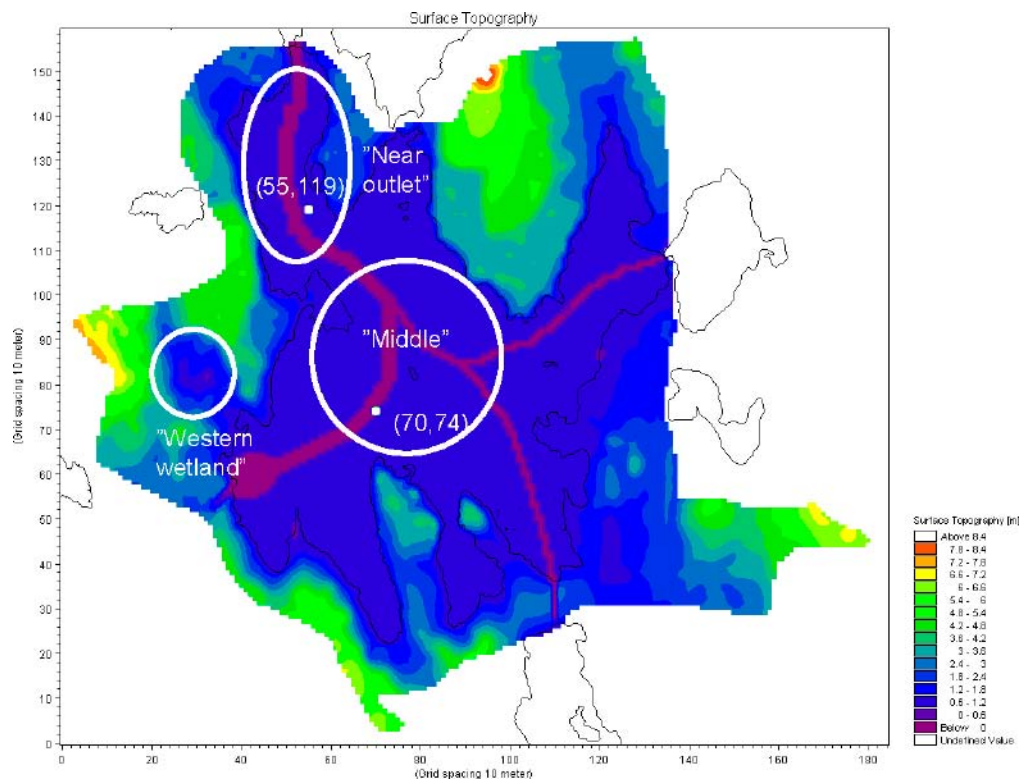 Surface Topography
150
140
130
120
110
100
90
80
70
60
50
40
30
20
10
0
(Grid spacing 10 meter)
"Near
outlet"
(55,119)
"Middle"
(70,74)
"Western
wetland"
0 20 40 60 80 100 120 140 160 180
(Grid spacing 10 meter)
Surface Topography [m]
Above 8.4
7.8 - 8.4
7.2 - 7.8
6.6 - 7.2
6 - 6.6
5.4 - 6
4.8 - 5.4
4.2 - 4.8
3.6 - 4.2
3 - 3.6
2.4 - 3
1.8 - 2.4
1.2 - 1.8
0.6 - 1.2
0 - 0.6
Below 0
Undefined Value